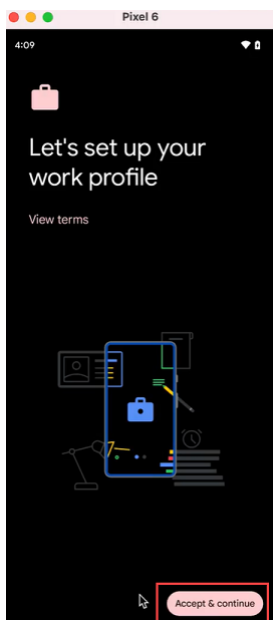 Pixel 6
4:09
Let's set up your
work profile
View terms
Accept & continue